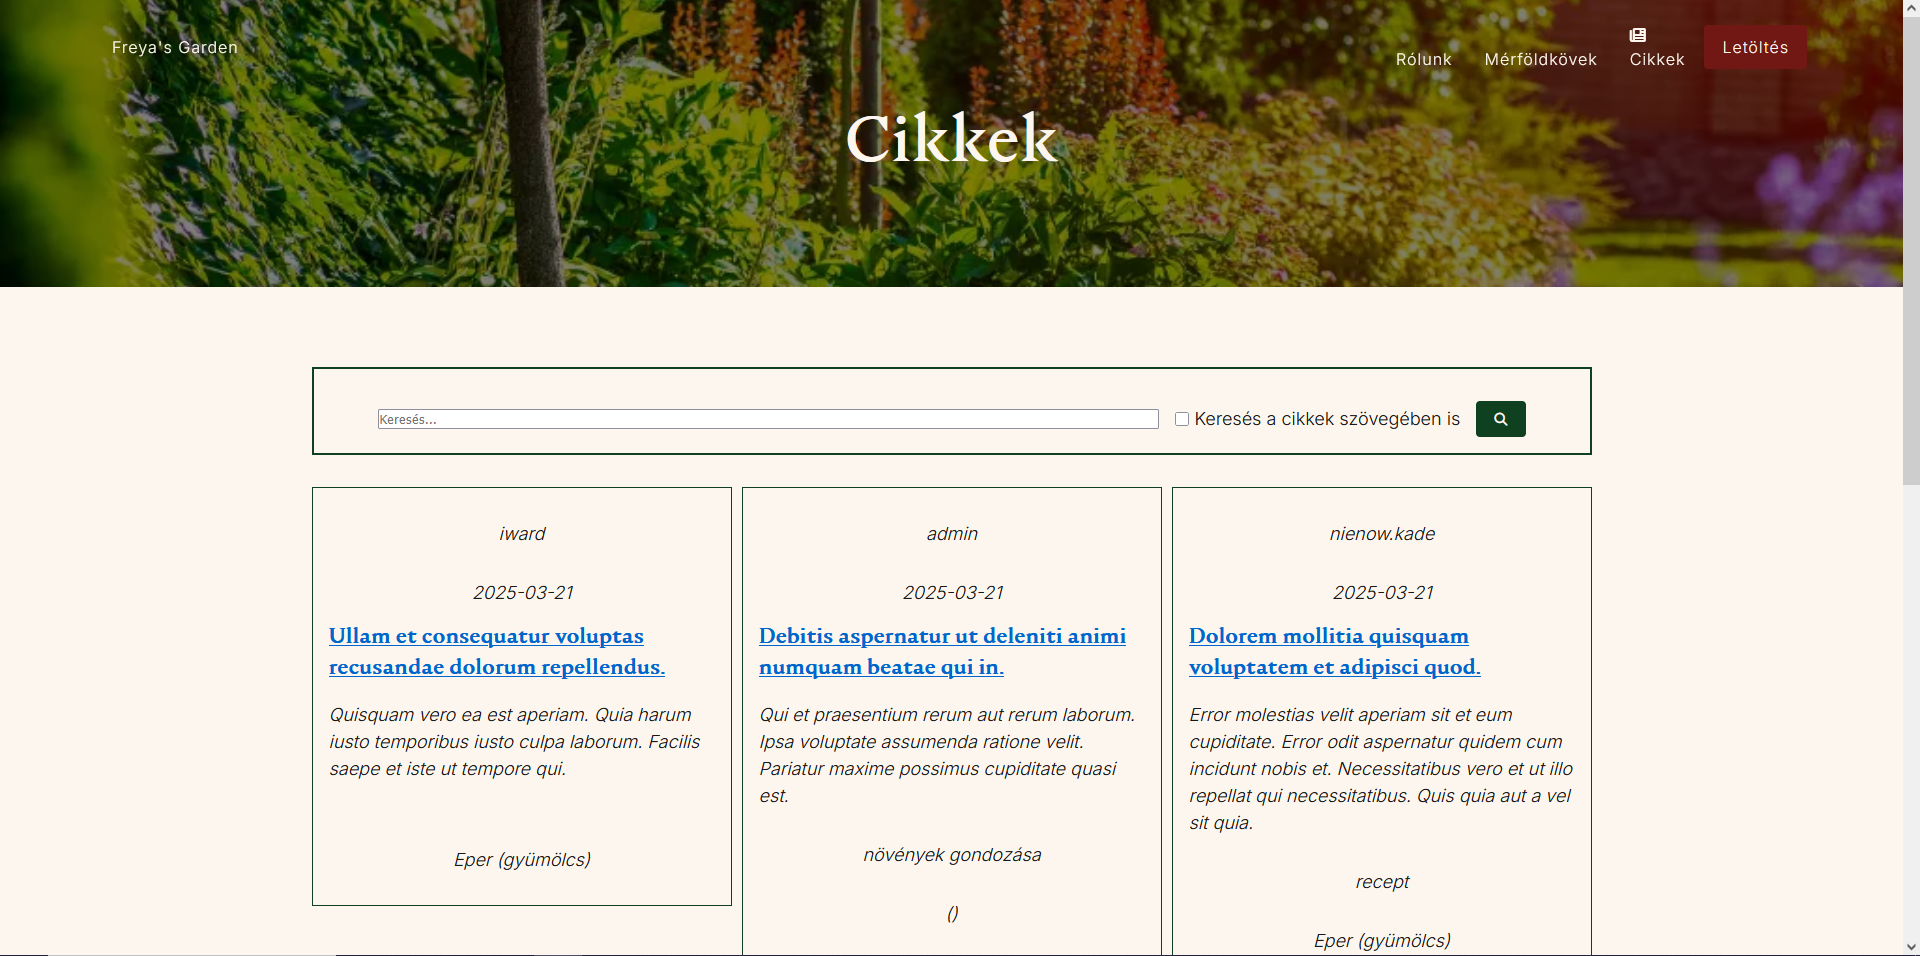 Freya's Garden
Rólunk
Mérföldkövek
Cikkek
Letöltés
Cikkek
Keresés...
Keresés a cikkek szövegében is
iward
2025-03-21
Ullam et consequatur voluptas
recusandae dolorum repellendus.
Quisquam vero ea est aperiam. Quia harum
iusto temporibus iusto culpa laborum. Facilis
saepe et iste ut tempore qui.
Eper (gyümölcs)
admin
2025-03-21
Debitis aspernatur ut deleniti animi
numquam beatae qui in.
Qui et praesentium rerum aut rerum laborum.
Ipsa voluptate assumenda ratione velit.
Pariatur maxime possimus cupiditate quasi
est.
növények gondozása
()
nienow.kade
2025-03-21
Dolorem mollitia quisquam
voluptatem et adipisci quod.
Error molestias velit aperiam sit et eum
cupiditate. Error odit aspernatur quidem cum
incidunt nobis et. Necessitatibus vero et ut illo
repellat qui necessitatibus. Quis quia aut a vel
sit quia.
recept
Eper (gyümölcs)